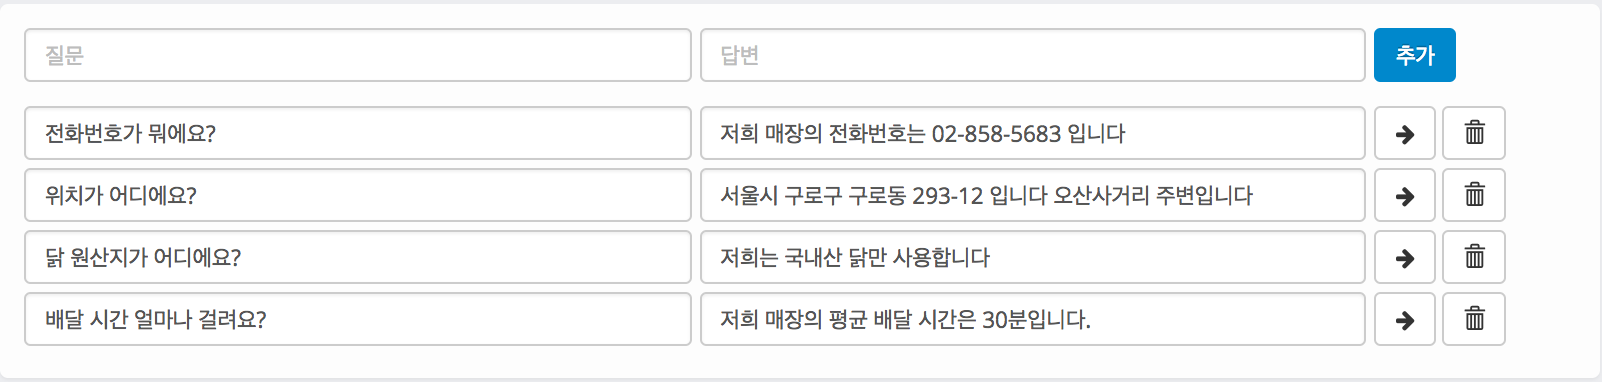 질문 답변 추가
전화번호가 뭐에요? 저희 매장의 전화번호는 02-858-5683 입니다
위치가 어디에요? 서울시 구로구 구로동 293-12 입니다 오산사거리 주변입니다
닭 원산지가 어디에요? 저희는 국내산 닭만 사용합니다
배달 시간 얼마나 걸려요? 저희 매장의 평균 배달 시간은 30분입니다.